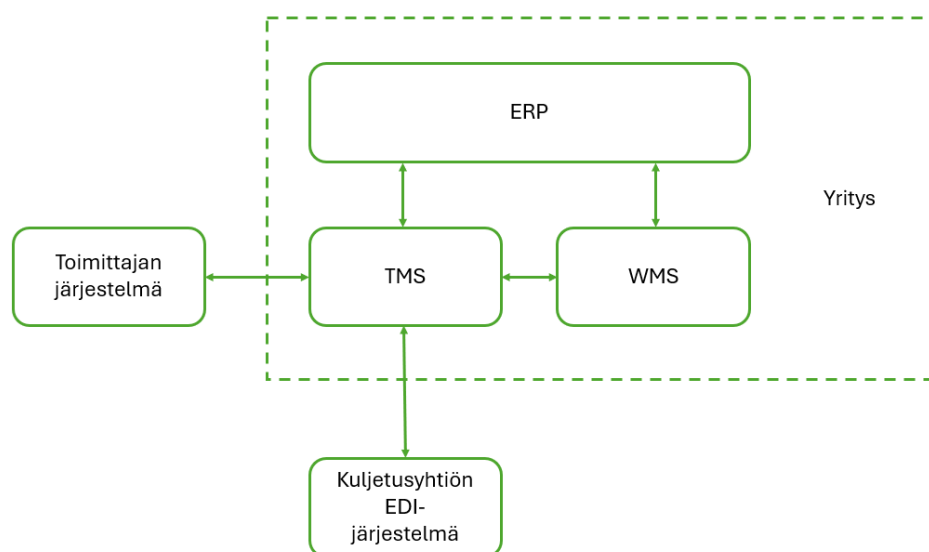 ERP
Yritys
Toimittajan
järjestelmä
TMS
WMS
Kuljetusyhtiön
EDI-
järjestelmä